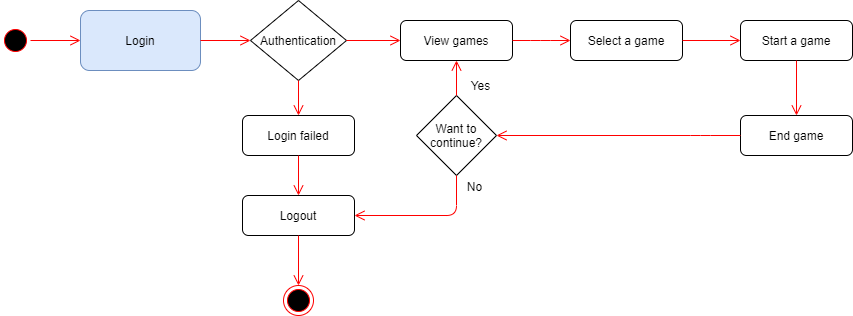 Login
Authentication
View games
Select a game
Start a game
Yes
Login failed
Want to
continue?
End game
No
Logout